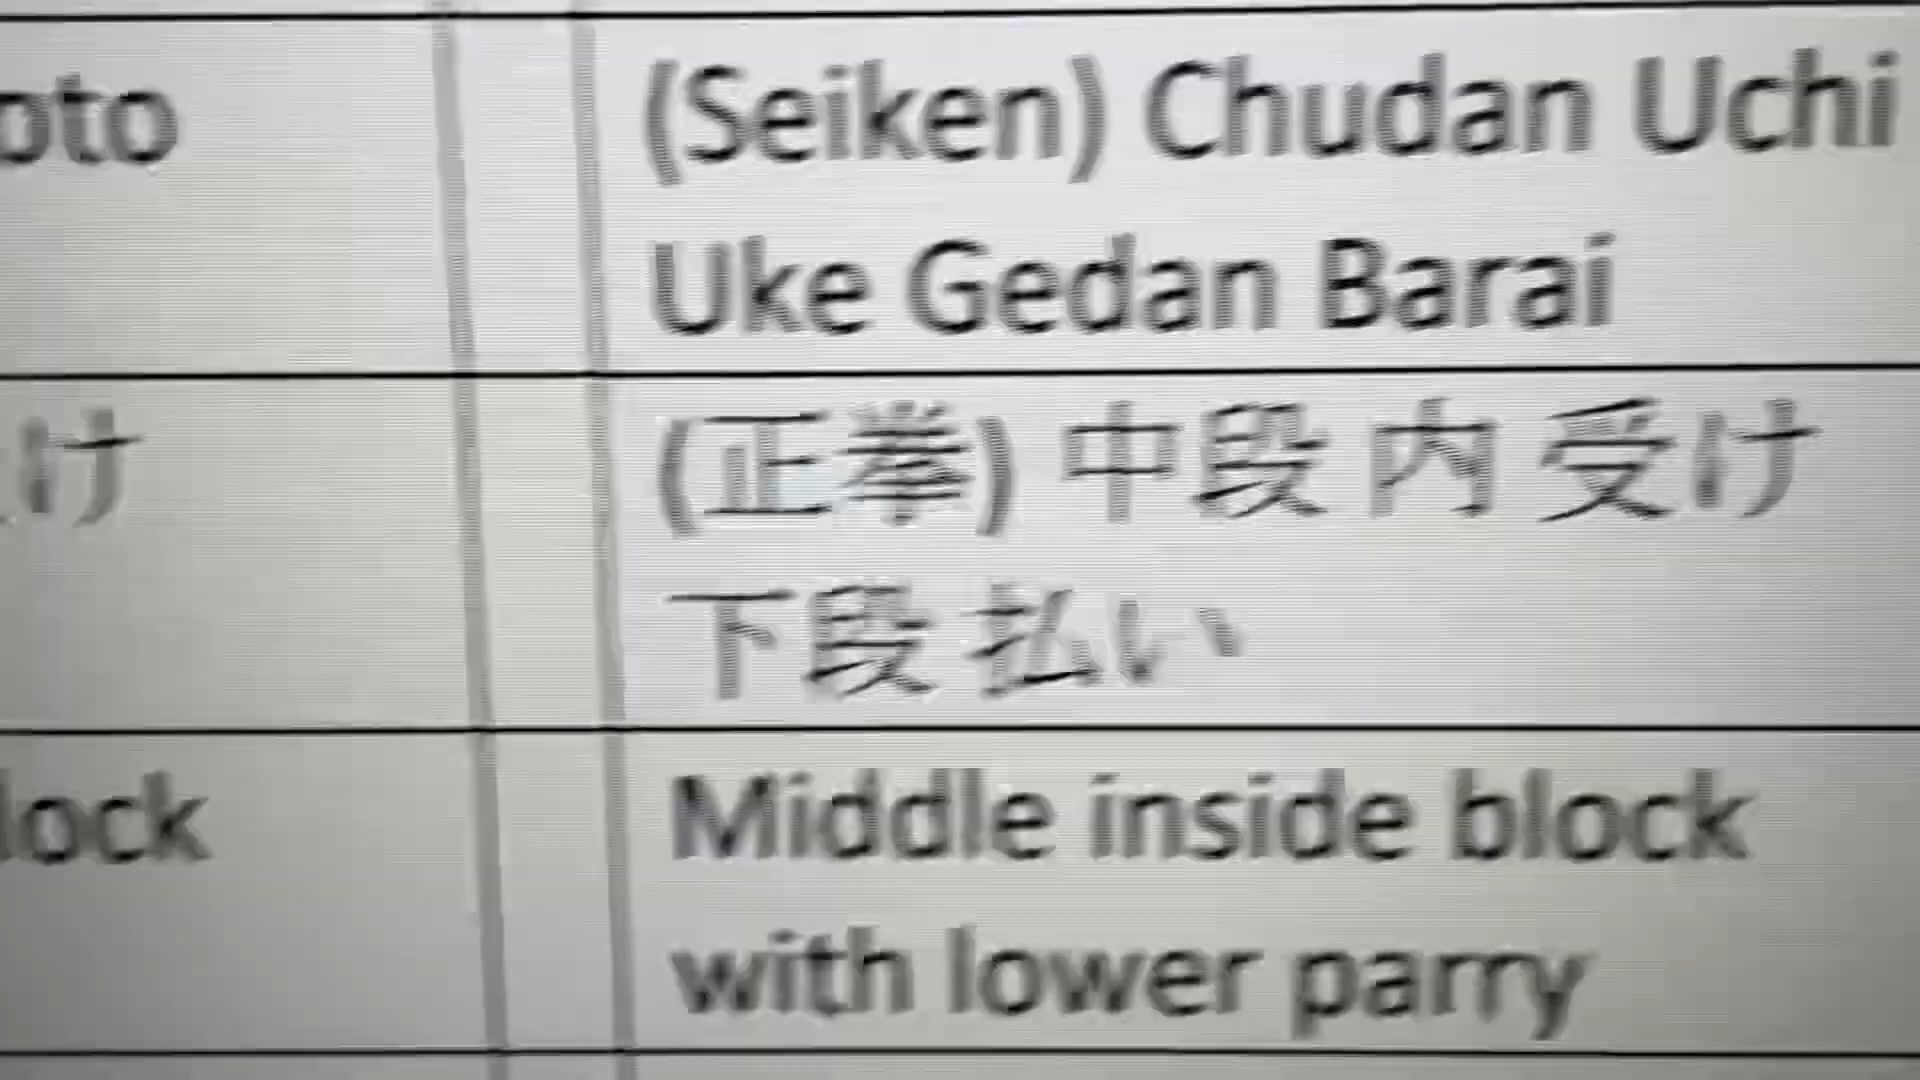 (Seiken) Chudan Uchi
Uke Gedan Barai
け
(正拳) 中段 内 受け
下段 払い
lock
Middle inside block
with lower parry